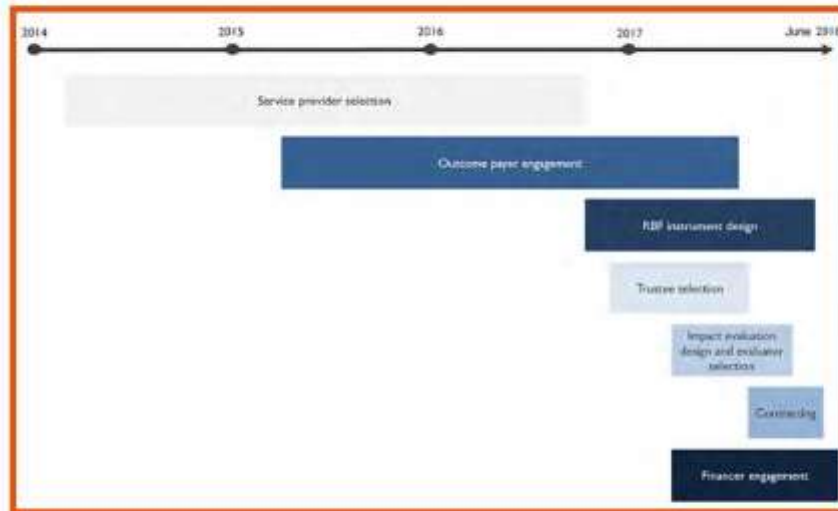 2014 2015 2016 2017 June 2018
Service provider selection
Outcome payer engagement
RBF instrument design
Trustee selection
Impact evaluation
design and evaluator
selection
Contracting
Financer engagement